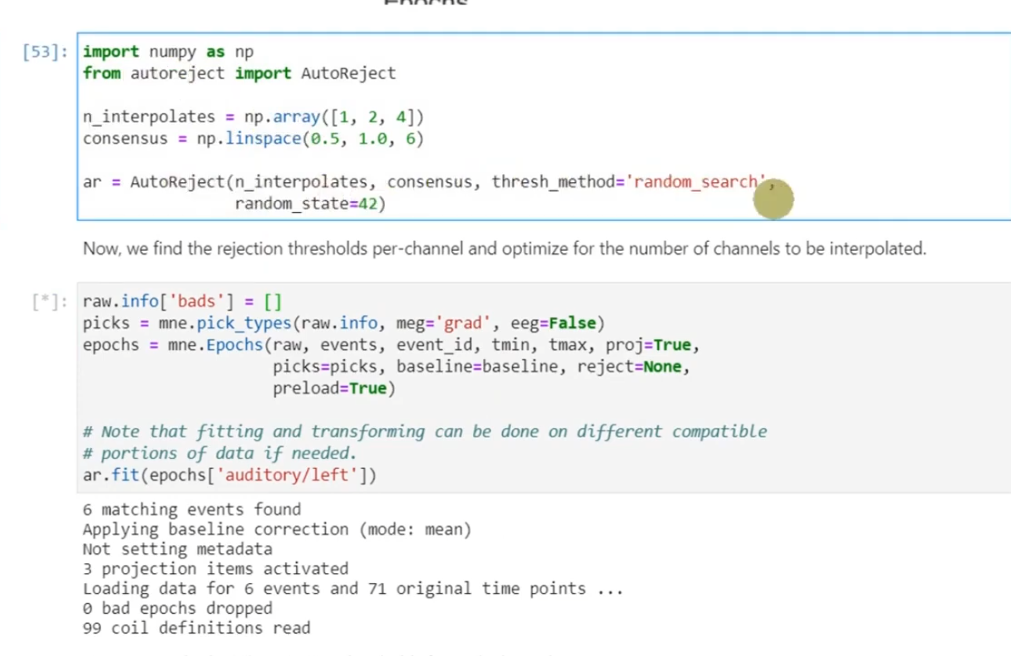 Epochs
[53]: import numpy as np
from autoreject import AutoReject
n_interpolates = np.array([1, 2, 4])
consensus = np.linspace(0.5, 1.0, 6)
ar = AutoReject(n_interpolates, consensus, thresh_method='random_search',
random_state=42)
Now, we find the rejection thresholds per-channel and optimize for the number of channels to be interpolated.
[*]: raw.info['bads'] = []
picks = mne.pick_types(raw.info, meg='grad', eeg=False)
epochs = mne.Epochs(raw, events, event_id, tmin, tmax, proj=True,
picks=picks, baseline=baseline, reject=None,
preload=True)
# Note that fitting and transforming can be done on different compatible
# portions of data if needed.
ar.fit(epochs['auditory/left'])
6 matching events found
Applying baseline correction (mode: mean)
Not setting metadata
3 projection items activated
Loading data for 6 events and 71 original time points ...
0 bad epochs dropped
99 coil definitions read